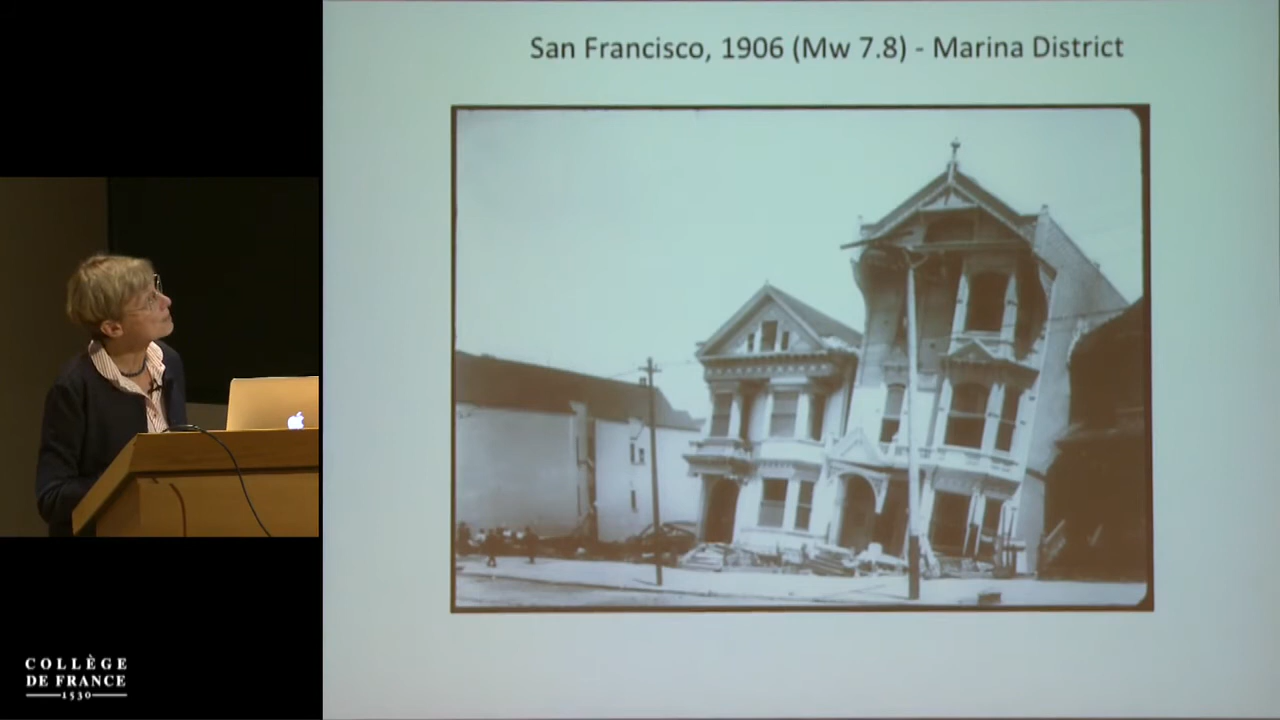 San Francisco, 1906 (Mw 7.8) - Marina District
COLLÈGE
DE FRANCE
1530